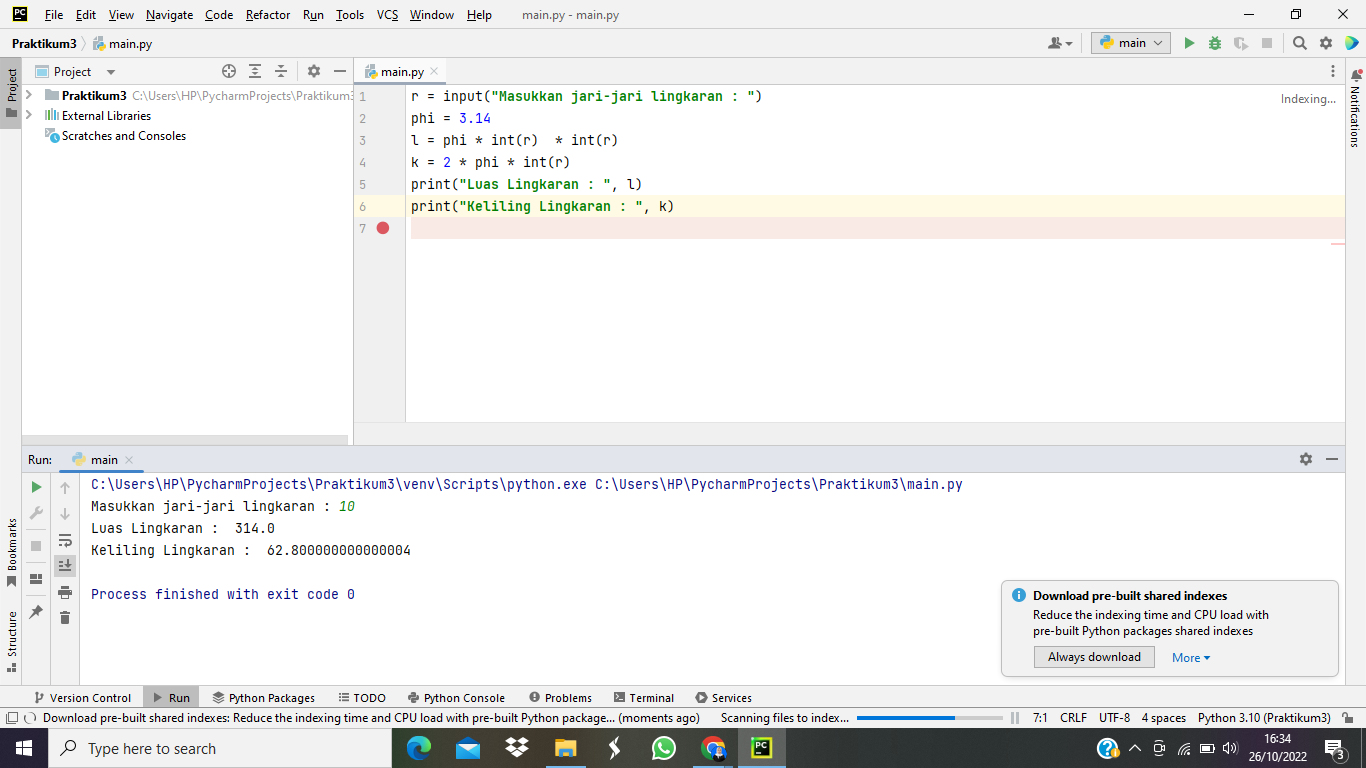 PC File Edit View Navigate Code Refactor Run Tools VCS Window Help main.py - main.py
Praktikum3 main.py main
Project
Project
main.py
Praktikum3 C:\Users\HP\PycharmProjects\Praktikum3
External Libraries
Scratches and Consoles
1 r = input("Masukkan jari-jari lingkaran : ")
2 phi = 3.14
3 l = phi * int(r)  * int(r)
4 k = 2 * phi * int(r)
5 print("Luas Lingkaran : ", l)
6 print("Keliling Lingkaran : ", k)
7
Indexing...
Notifications
Run: main
C:\Users\HP\PycharmProjects\Praktikum3\venv\Scripts\python.exe C:\Users\HP\PycharmProjects\Praktikum3\main.py
Masukkan jari-jari lingkaran : 10
Luas Lingkaran :  314.0
Keliling Lingkaran :  62.800000000000004
Process finished with exit code 0
Bookmarks
Structure
Download pre-built shared indexes
Reduce the indexing time and CPU load with
pre-built Python packages shared indexes
Always download More
Version Control Run Python Packages TODO Python Console Problems Terminal Services
Download pre-built shared indexes: Reduce the indexing time and CPU load with pre-built Python package... (moments ago) Scanning files to index... 7:1 CRLF UTF-8 4 spaces Python 3.10 (Praktikum3)
Type here to search
PC
16:34
26/10/2022
3